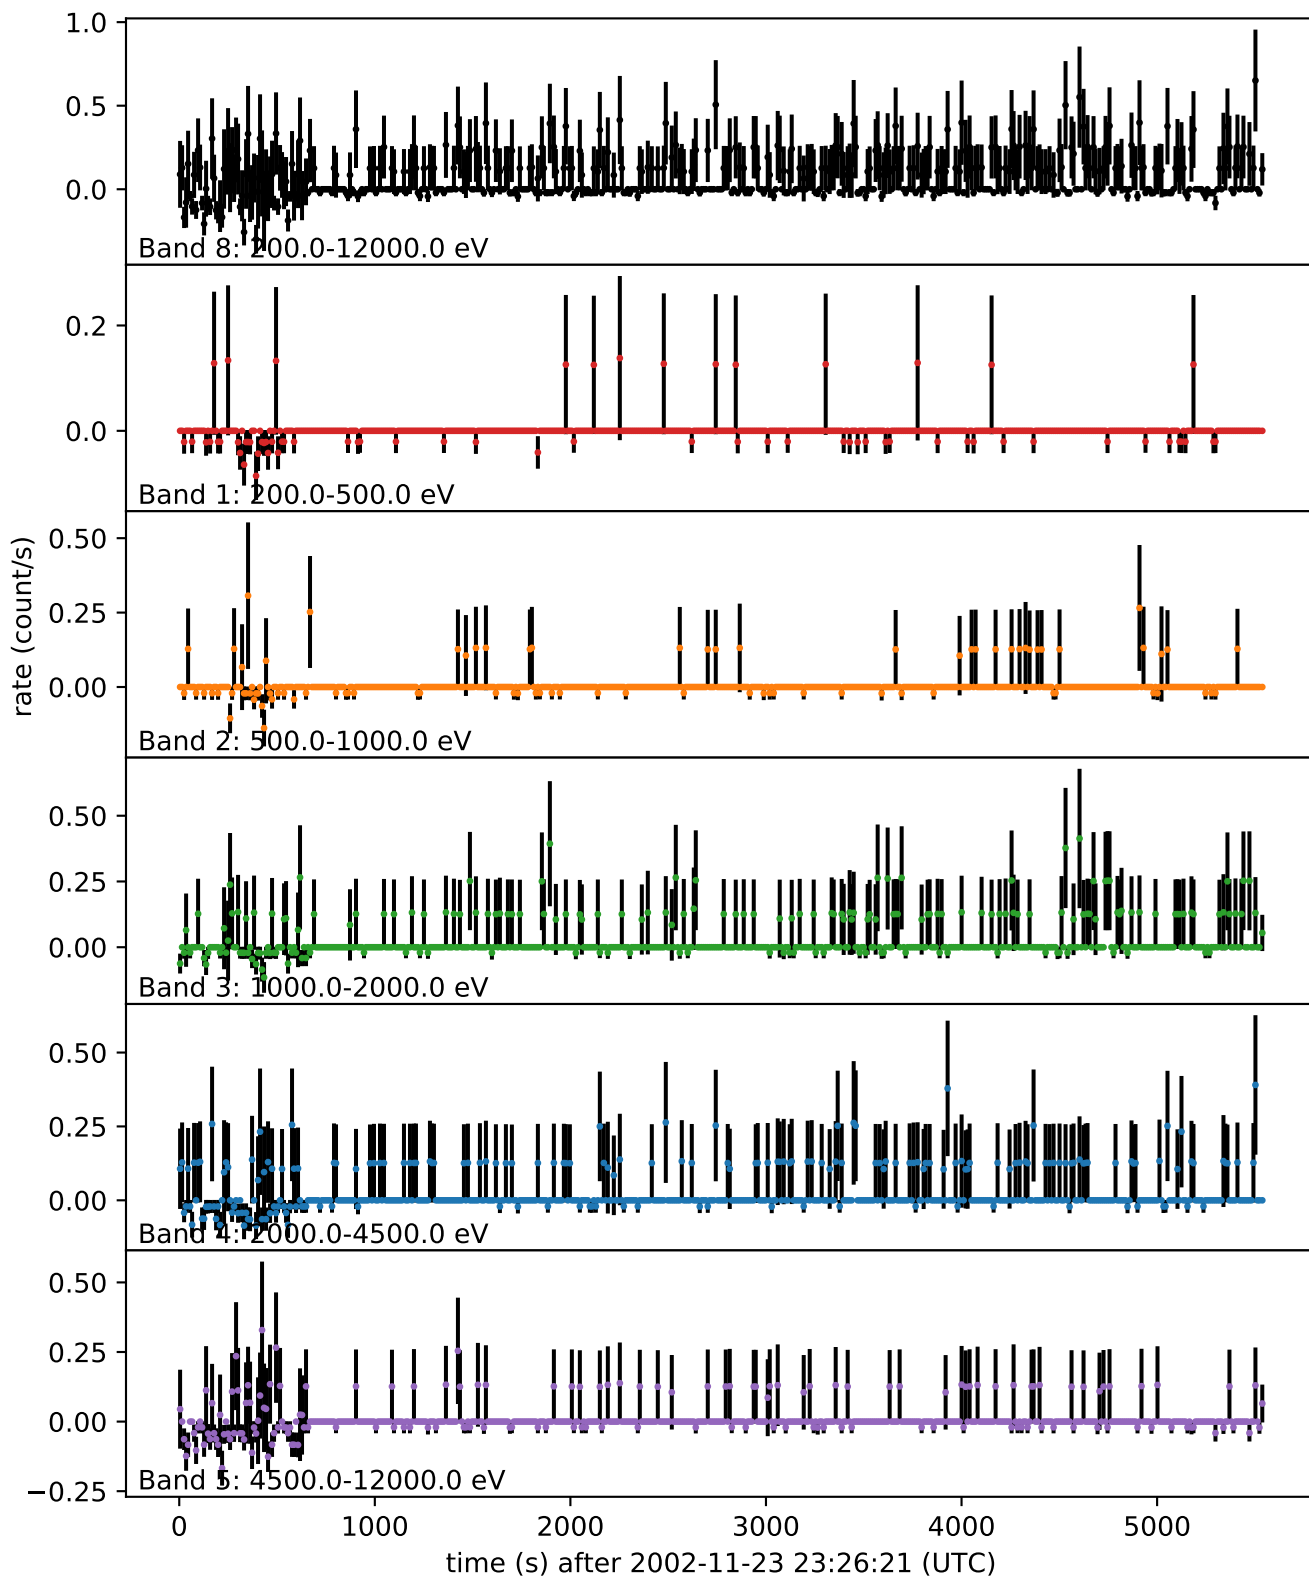 1.0
0.5
0.0
Band 8: 200.0-12000.0 eV
0.2
0.0
Band 1: 200.0-500.0 eV
0.50
0.25
0.00
Band 2: 500.0-1000.0 eV
rate (count/s)
0.50
0.25
0.00
Band 3: 1000.0-2000.0 eV
0.50
0.25
0.00
Band 4: 2000.0-4500.0 eV
0.50
0.25
0.00
−0.25
Band 5: 4500.0-12000.0 eV
0 1000 2000 3000 4000 5000
time (s) after 2002-11-23 23:26:21 (UTC)